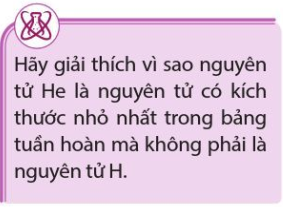 Hãy giải thích vì sao nguyên
tử He là nguyên tử có kích
thước nhỏ nhất trong bảng
tuần hoàn mà không phải là
nguyên tử H.